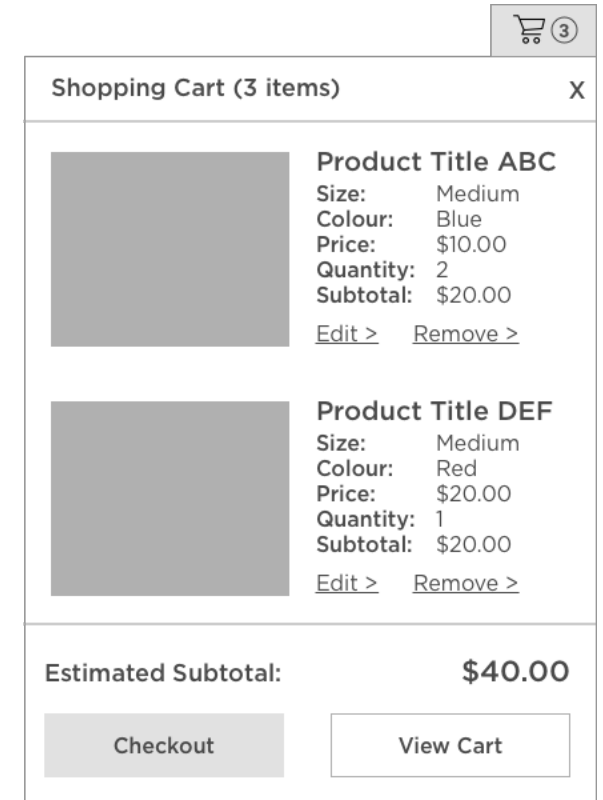 3
Shopping Cart (3 items) X
Product Title ABC
Size: Medium
Colour: Blue
Price: $10.00
Quantity: 2
Subtotal: $20.00
Edit > Remove >
Product Title DEF
Size: Medium
Colour: Red
Price: $20.00
Quantity: 1
Subtotal: $20.00
Edit > Remove >
Estimated Subtotal: $40.00
Checkout View Cart